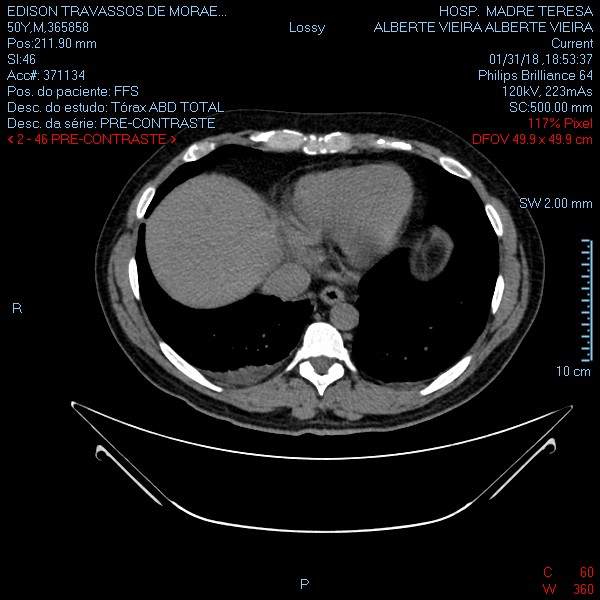 EDISON TRAVASSOS DE MORAE...
50Y,M,365858
Pos:211.90 mm
SI:46
Acc#: 371134
Pos. do paciente: FFS
Desc. do estudo: Tórax ABD TOTAL
Desc. da série: PRE-CONTRASTE
< 2 - 46 PRE-CONTRASTE >
Lossy
HOSP. MADRE TERESA
ALBERTE VIEIRA ALBERTE VIEIRA
Current
01/31/18 ,18:53:37
Philips Brilliance 64
120kV, 223mAs
SC:500.00 mm
117% Pixel
DFOV 49.9 x 49.9 cm
SW 2.00 mm
R
10 cm
P
C 60
W 360